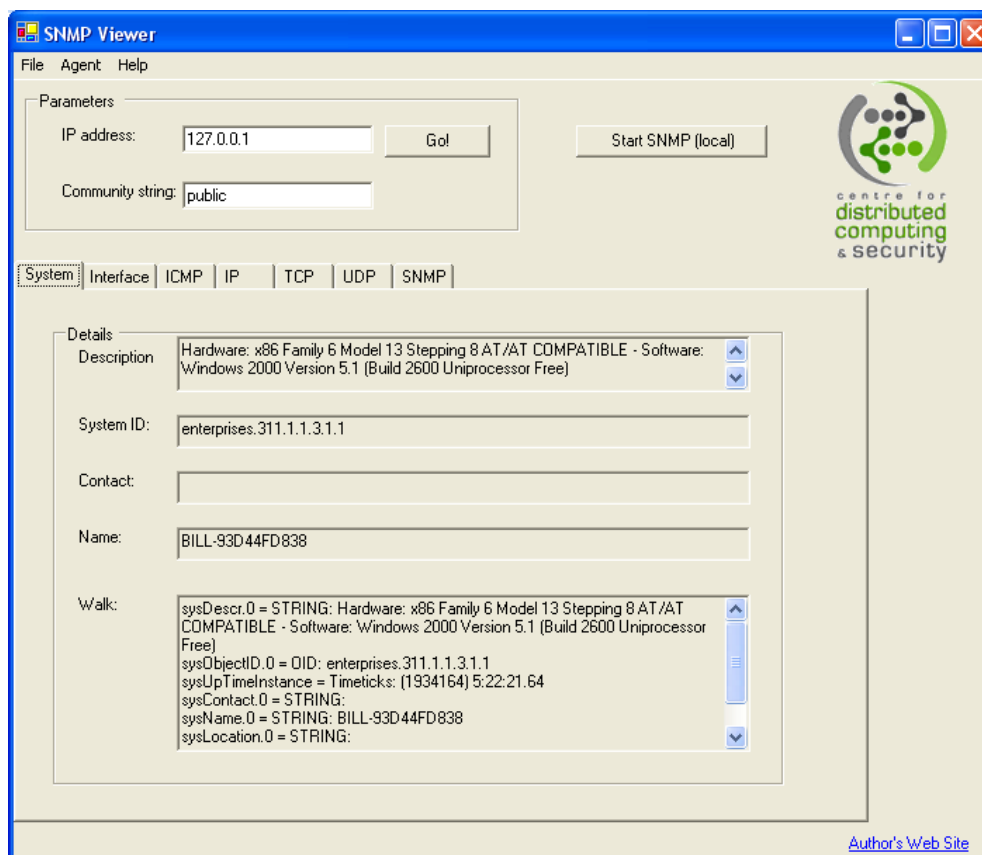 SNMP Viewer
File Agent Help
Parameters
IP address: 127.0.0.1 Go! Start SNMP (local)
Community string: public
centre for
distributed
computing
& security
System Interface ICMP IP TCP UDP SNMP
Details
Description Hardware: x86 Family 6 Model 13 Stepping 8 AT/AT COMPATIBLE - Software:
Windows 2000 Version 5.1 (Build 2600 Uniprocessor Free)
System ID: enterprises.311.1.1.3.1.1
Contact:
Name: BILL-93D44FD838
Walk: sysDescr.0 = STRING: Hardware: x86 Family 6 Model 13 Stepping 8 AT/AT
COMPATIBLE - Software: Windows 2000 Version 5.1 (Build 2600 Uniprocessor
Free)
sysObjectID.0 = OID: enterprises.311.1.1.3.1.1
sysUpTimeInstance = Timeticks: (1934164) 5:22:21.64
sysContact.0 = STRING:
sysName.0 = STRING: BILL-93D44FD838
sysLocation.0 = STRING:
Author's Web Site